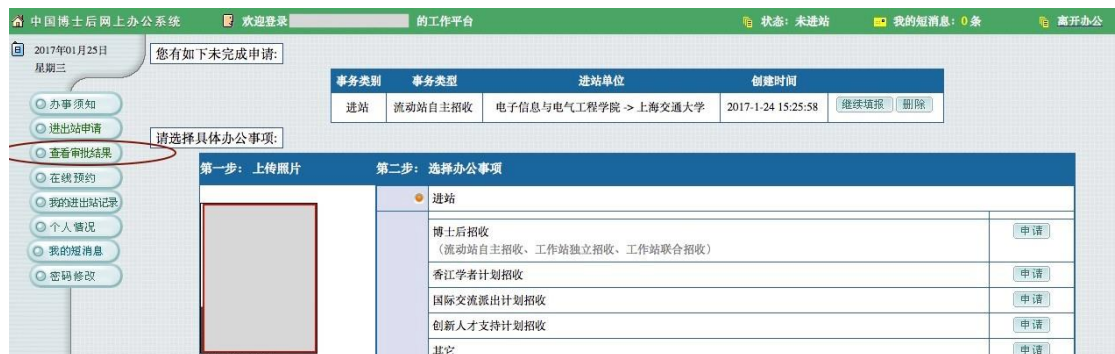 中国博士后网上办公系统 欢迎登录 的工作平台 状态：未进站 我的短消息：0条 离开办公
2017年01月25日
星期三
办事须知
进出站申请
查看审批结果
在线预约
我的进出站记录
个人情况
我的短消息
密码修改
您有如下未完成申请:
事务类别 事务类型 进站单位 创建时间
进站 流动站自主招收 电子信息与电气工程学院 -> 上海交通大学 2017-1-24 15:25:58 继续填报 删除
请选择具体办公事项:
第一步： 上传照片 第二步： 选择办公事项
进站
博士后招收 申请
（流动站自主招收、工作站独立招收、工作站联合招收）
香江学者计划招收 申请
国际交流派出计划招收 申请
创新人才支持计划招收 申请
其它 申请